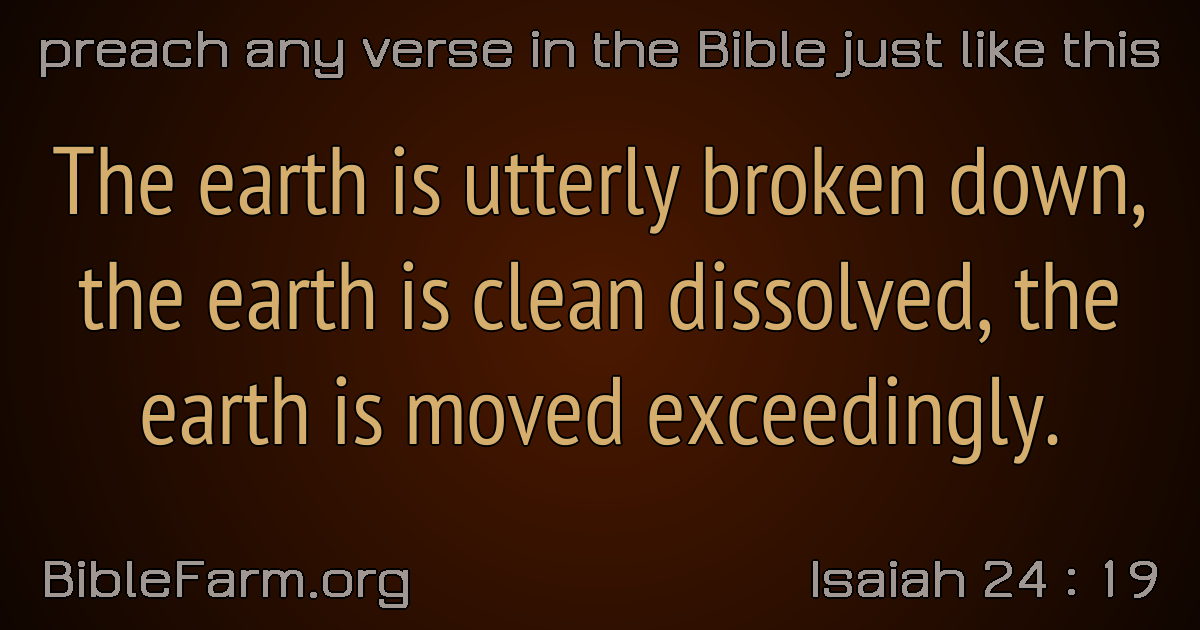 preach any verse in the Bible just like this
The earth is utterly broken down,
the earth is clean dissolved, the
earth is moved exceedingly.
BibleFarm.org
Isaiah 24 : 19